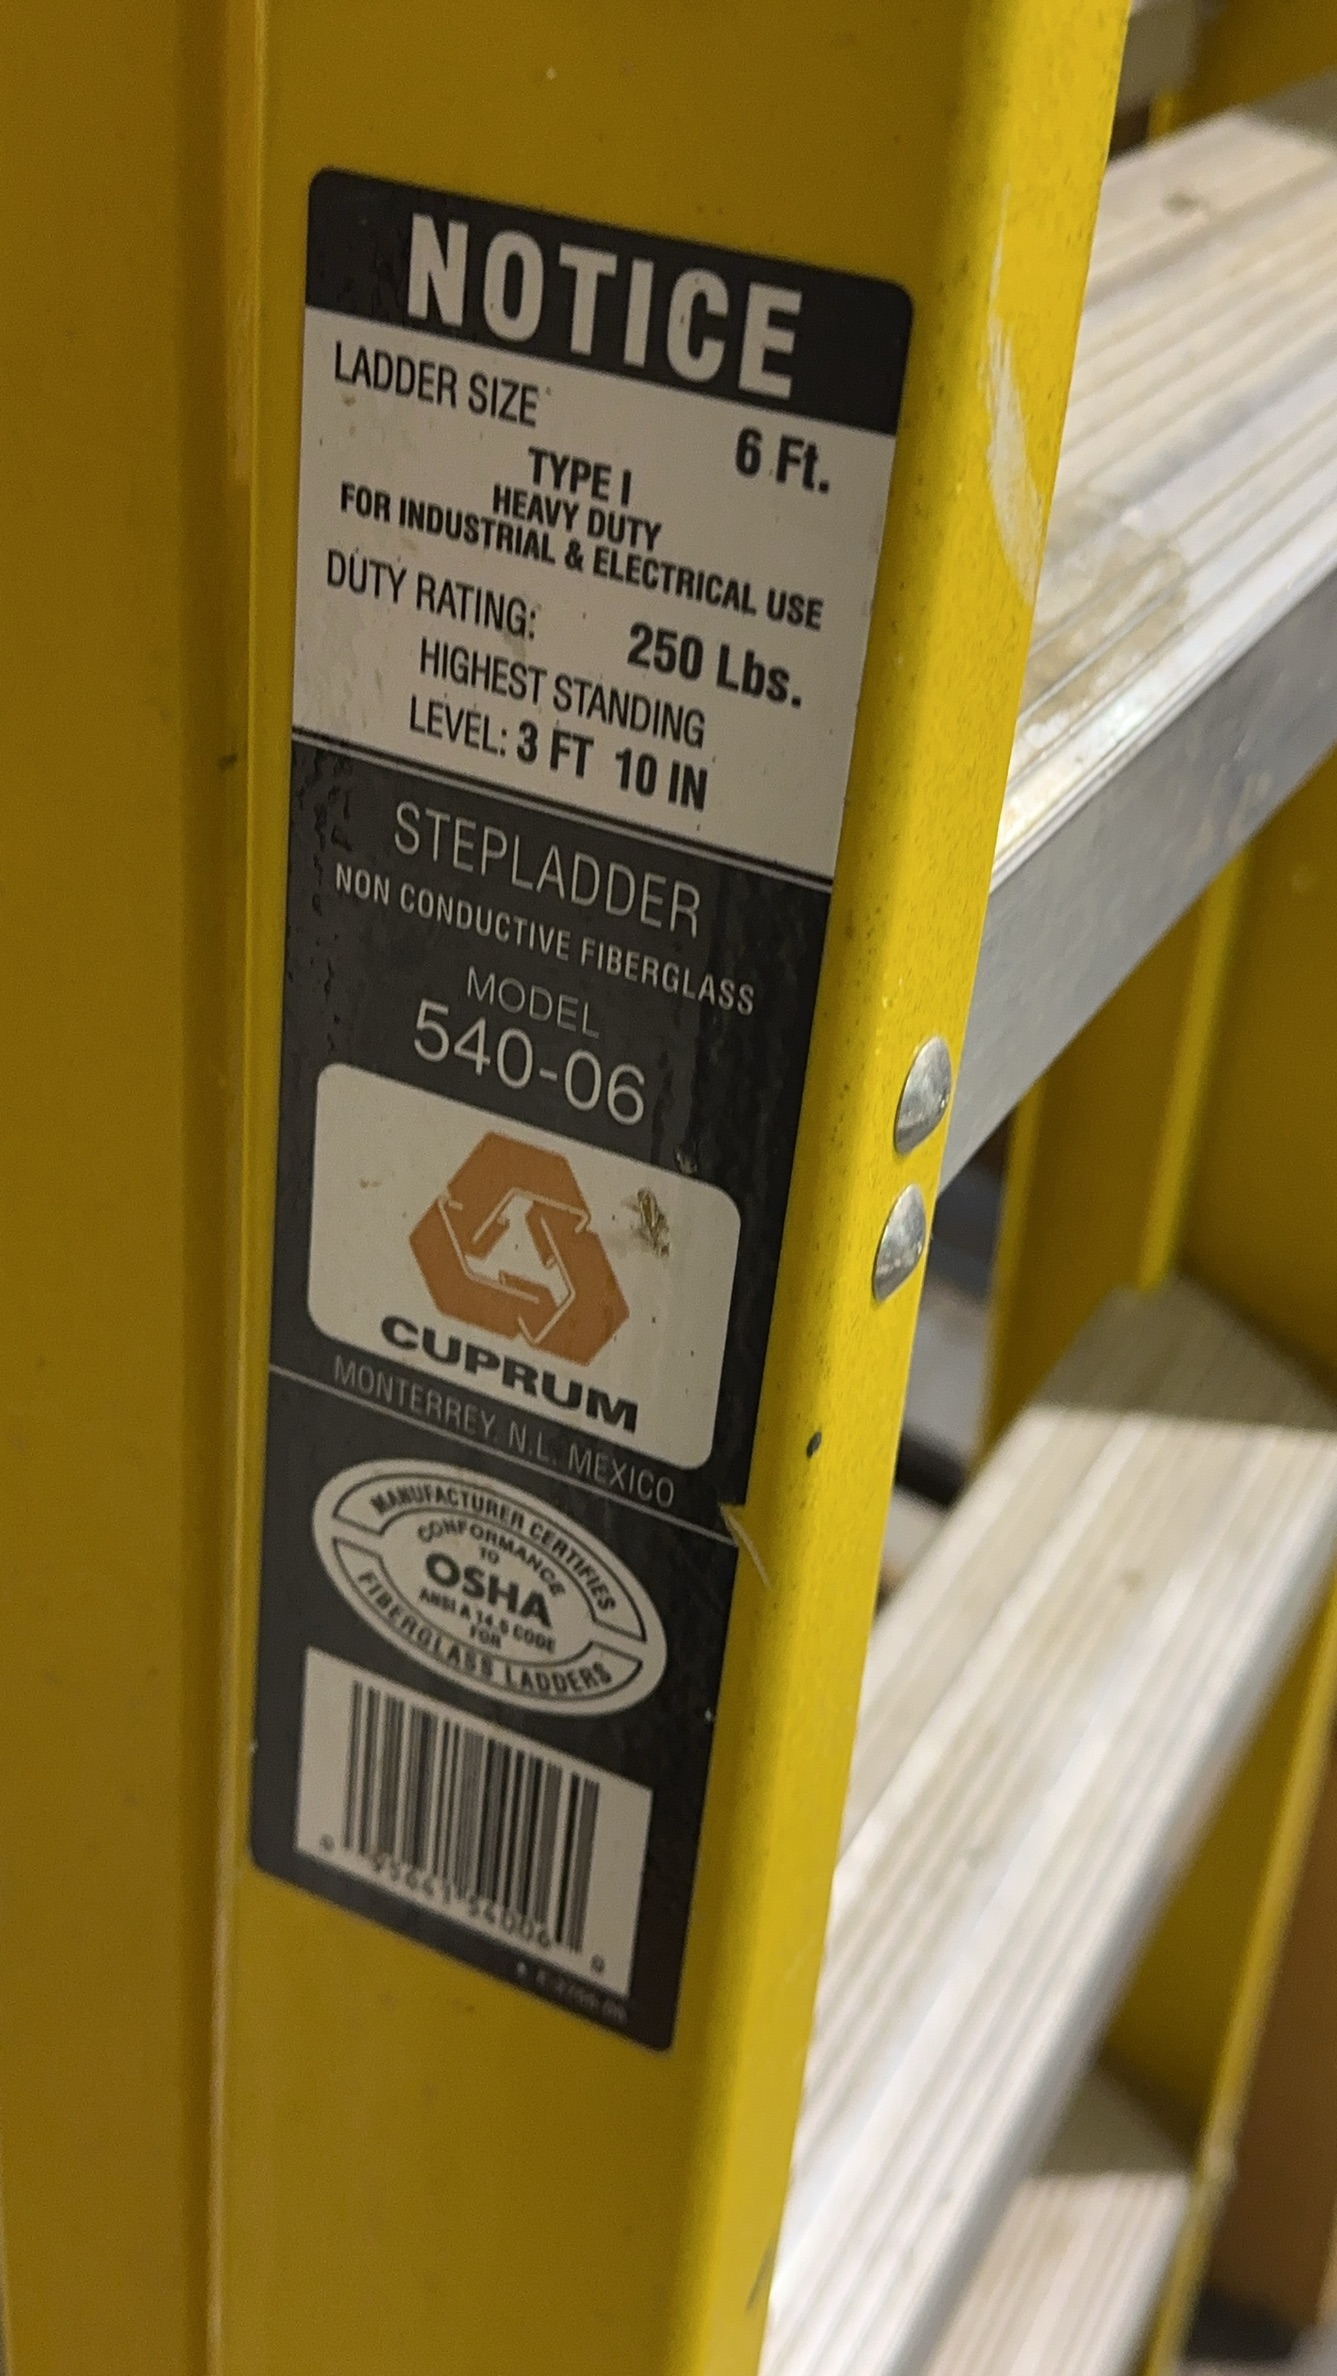 NOTICE
LADDER SIZE
6 Ft.
TYPE I
HEAVY DUTY
FOR INDUSTRIAL & ELECTRICAL USE
DUTY RATING: 250 Lbs.
HIGHEST STANDING
LEVEL: 3 FT 10 IN
STEPLADDER
NON CONDUCTIVE FIBERGLASS
MODEL
540-06
CUPRUM
MONTERREY, N.L. MEXICO
MANUFACTURER CERTIFIES
CONFORMANCE
TO
OSHA
ANSI A 14.5 CODE
FOR
FIBERGLASS LADDERS